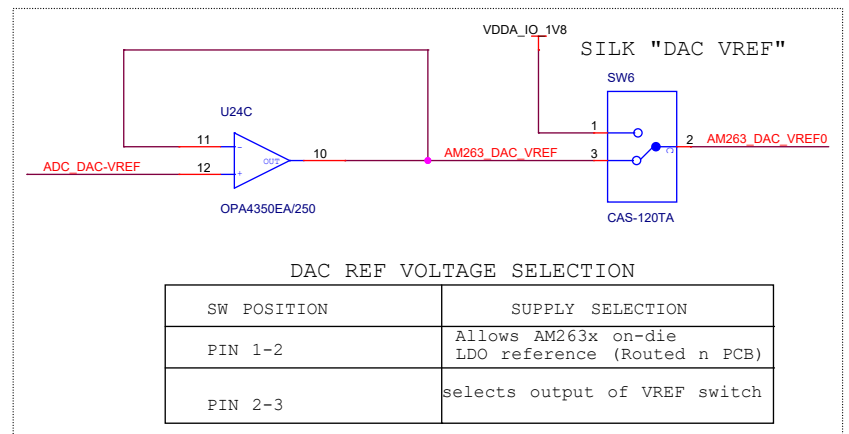 VDDA_IO_1V8
SILK "DAC VREF"
SW6
U24C
11
-
12
+
OUT
10
ADC_DAC-VREF
OPA4350EA/250
AM263_DAC_VREF
1
3
C
2
AM263_DAC_VREF0
CAS-120TA
DAC REF VOLTAGE SELECTION
SW POSITION
SUPPLY SELECTION
PIN 1-2
Allows AM263x on-die
LDO reference (Routed n PCB)
PIN 2-3
selects output of VREF switch